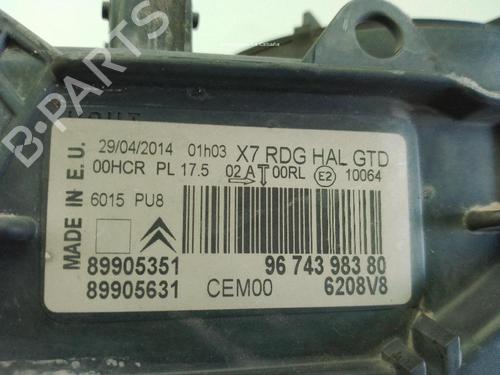 29/04/2014 01h03 X7 RDG HAL GTD
00HCR PL 17.5 02 A 00RL E2 10064
6015 PU8
MADE IN E.U.
89905351 96 743 983 80
89905631 CEM00 6208V8
B-PARTS